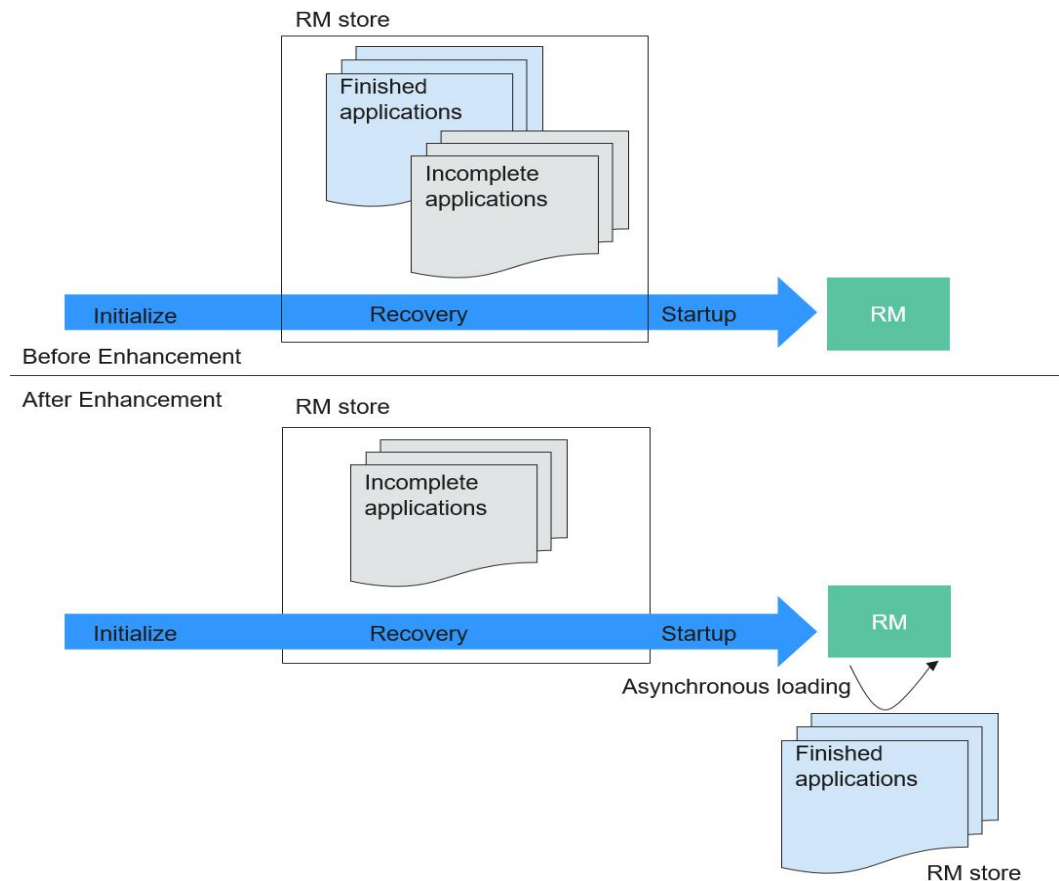 RM store
Finished
applications
Incomplete
applications
Initialize
Recovery
Startup
RM
Before Enhancement
After Enhancement
RM store
Incomplete
applications
Initialize
Recovery
Startup
RM
Asynchronous loading
Finished
applications
RM store